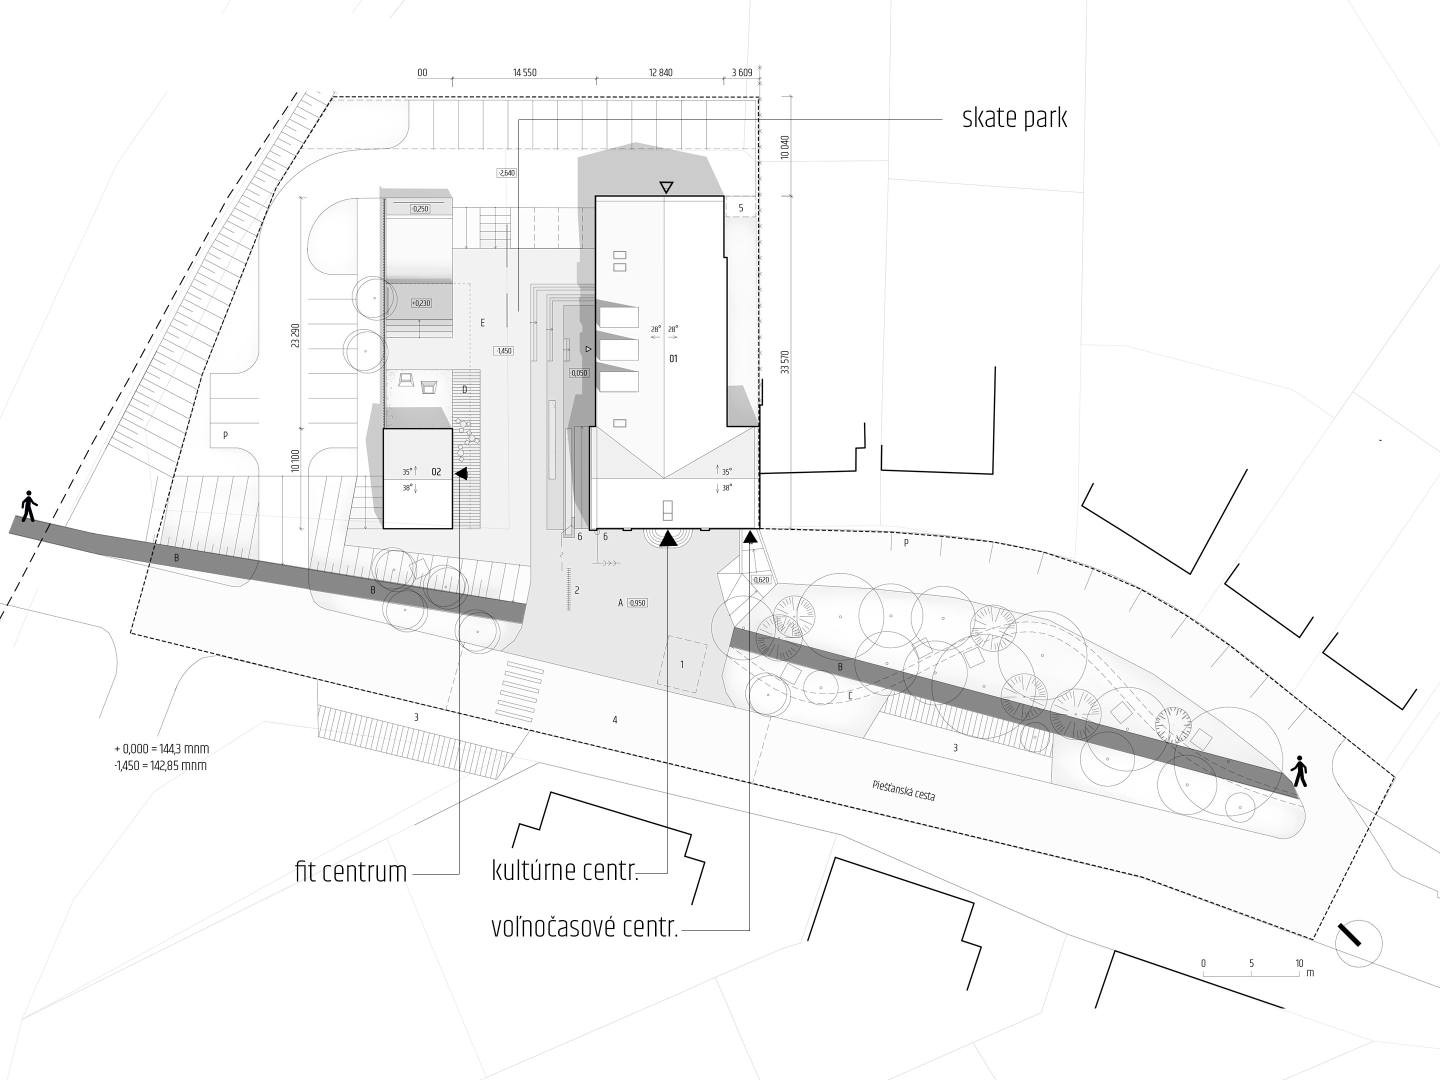 00
14 550
12 840
3 609
skate park
10 040
-2,640
-0,250
5
+0,230
E
23 290
-1,450
28°
28°
01
33 570
-0,050
D
P
10 100
35°
02
38°
35°
38°
6
6
P
B
B
-0,620
2
A
-0,950
1
B
C
3
4
3
+ 0,000 = 144,3 mnm
-1,450 = 142,85 mnm
Piešťanská cesta
fit centrum
kultúrne centr.
voľnočasové centr.
0
5
10
m